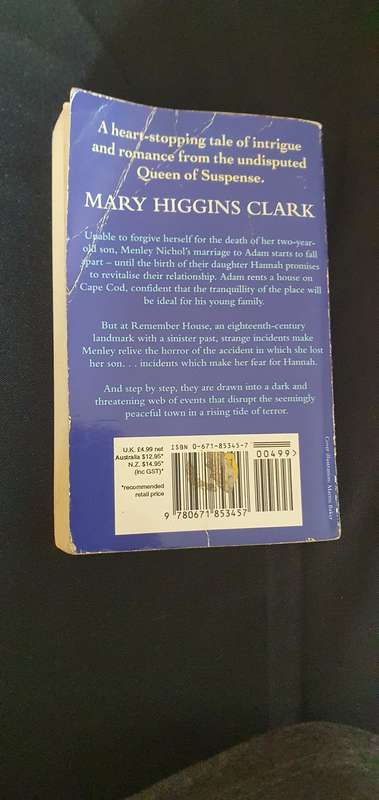 A heart-stopping tale of intrigue
and romance from the undisputed
Queen of Suspense.
MARY HIGGINS CLARK
Unable to forgive herself for the death of her two-year-
old son, Menley Nichol's marriage to Adam starts to fall
apart – until the birth of their daughter Hannah promises
to revitalise their relationship. Adam rents a house on
Cape Cod, confident that the tranquillity of the place will
be ideal for his young family.
But at Remember House, an eighteenth-century
landmark with a sinister past, strange incidents make
Menley relive the horror of the accident in which she lost
her son. . . incidents which make her fear for Hannah.
And step by step, they are drawn into a dark and
threatening web of events that disrupt the seemingly
peaceful town in a rising tide of terror.
U.K. £4.99 net
Australia $12.95*
N.Z. $14.95*
(inc GST)*
*recommended
retail price
ISBN 0-671-85345-7
00499>
9 780671 853457
Cover illustration: Martin Baker